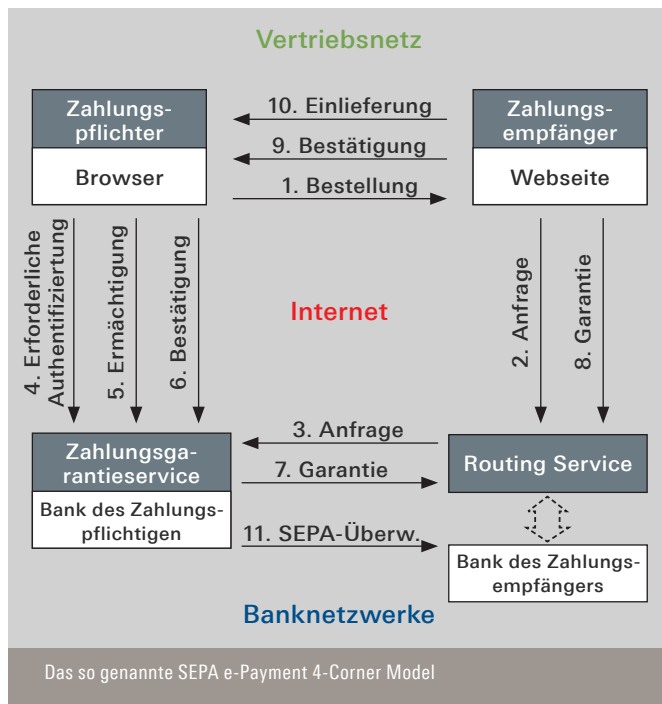 Vertriebsnetz
Zahlungs-
pflichter
Browser
10. Einlieferung
9. Bestätigung
1. Bestellung
Zahlungs-
empfänger
Webseite
4. Erforderliche
Authentifiziertung
5. Ermächtigung
6. Bestätigung
Internet
2. Anfrage
8. Garantie
Zahlungsga-
rantieservice
Bank des Zahlungs-
pflichtigen
3. Anfrage
7. Garantie
11. SEPA-Überw.
Routing Service
Bank des Zahlungs-
empfängers
Banknetzwerke
Das so genannte SEPA e-Payment 4-Corner Model